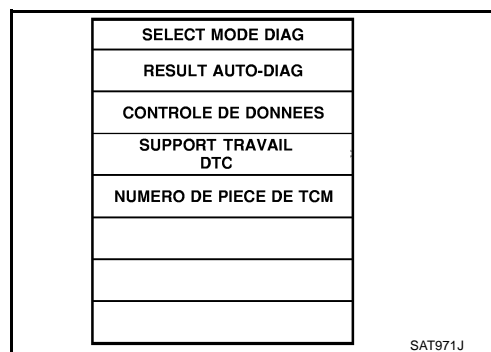 SELECT MODE DIAG
RESULT AUTO-DIAG
CONTROLE DE DONNEES
SUPPORT TRAVAIL
DTC
NUMERO DE PIECE DE TCM
SAT971J